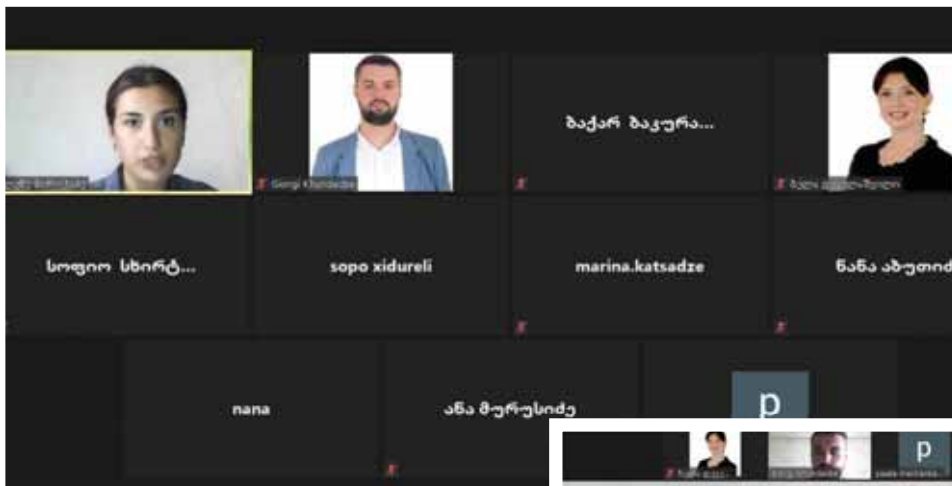 Giorgi Khundadze
ბაქარ ბაკურა...
სოფიო სხირტ...
sopo xidureli
marina.katsadze
ნანა აბუთიძ
nana
ანა მურუსიძე
p
p